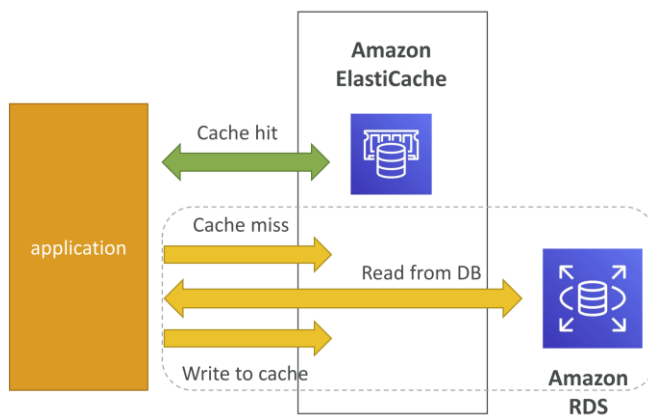 Amazon
ElastiCache
Cache hit
Cache miss
application
Read from DB
Write to cache
Amazon
RDS